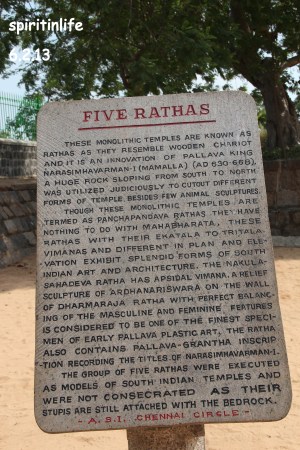 spiritinlife
6.2.13
FIVE RATHAS
THESE MONOLITHIC TEMPLES ARE KNOWN AS
RATHAS AS THEY RESEMBLE WOODEN CHARIOT
AND IT IS AN INNOVATION OF PALLAVA KING
NARASIMHAVARMAN-I (MAMALLA) (AD 630-668).
A HUGE ROCK SLOPING FROM SOUTH TO NORTH
WAS UTILIZED JUDICIOUSLY TO CUTOUT DIFFERENT
FORMS OF TEMPLE BESIDES FEW ANIMAL SCULPTURES.
THOUGH THESE MONOLITHIC TEMPLES ARE
TERMED AS PANCHAPANDAVA RATHAS THEY HAVE
NOTHING TO DO WITH MAHABHARATA. THESE
RATHAS WITH THEIR EKATALA TO TRITALA-
VIMANAS AND DIFFERENT IN PLAN AND ELE-
VATION EXHIBIT SPLENDID FORMS OF SOUTH
INDIAN ART AND ARCHITECTURE. THE NAKULA-
SAHADEVA RATHA HAS APSIDAL VIMANA. A RELIEF
SCULPTURE OF ARDHANARISWARA ON THE WALL
OF DHARMARAJA RATHA WITH PERFECT BALANC-
ING OF THE MASCULINE AND FEMININE FEATURES
IS CONSIDERED TO BE ONE OF THE FINEST SPECI-
MEN OF EARLY PALLAVA PLASTIC ART. THE RATHA
ALSO CONTAINS PALLAVA-GRANTHA INSCRIP-
TION RECORDING THE TITLES OF NARASIMHAVARMAN-I.
THE GROUP OF FIVE RATHAS WERE EXECUTED
AS MODELS OF SOUTH INDIAN TEMPLES AND
WERE NOT CONSECRATED AS THEIR
STUPIS ARE STILL ATTACHED WITH THE BEDROCK.
- A.S.I. CHENNAI CIRCLE. -